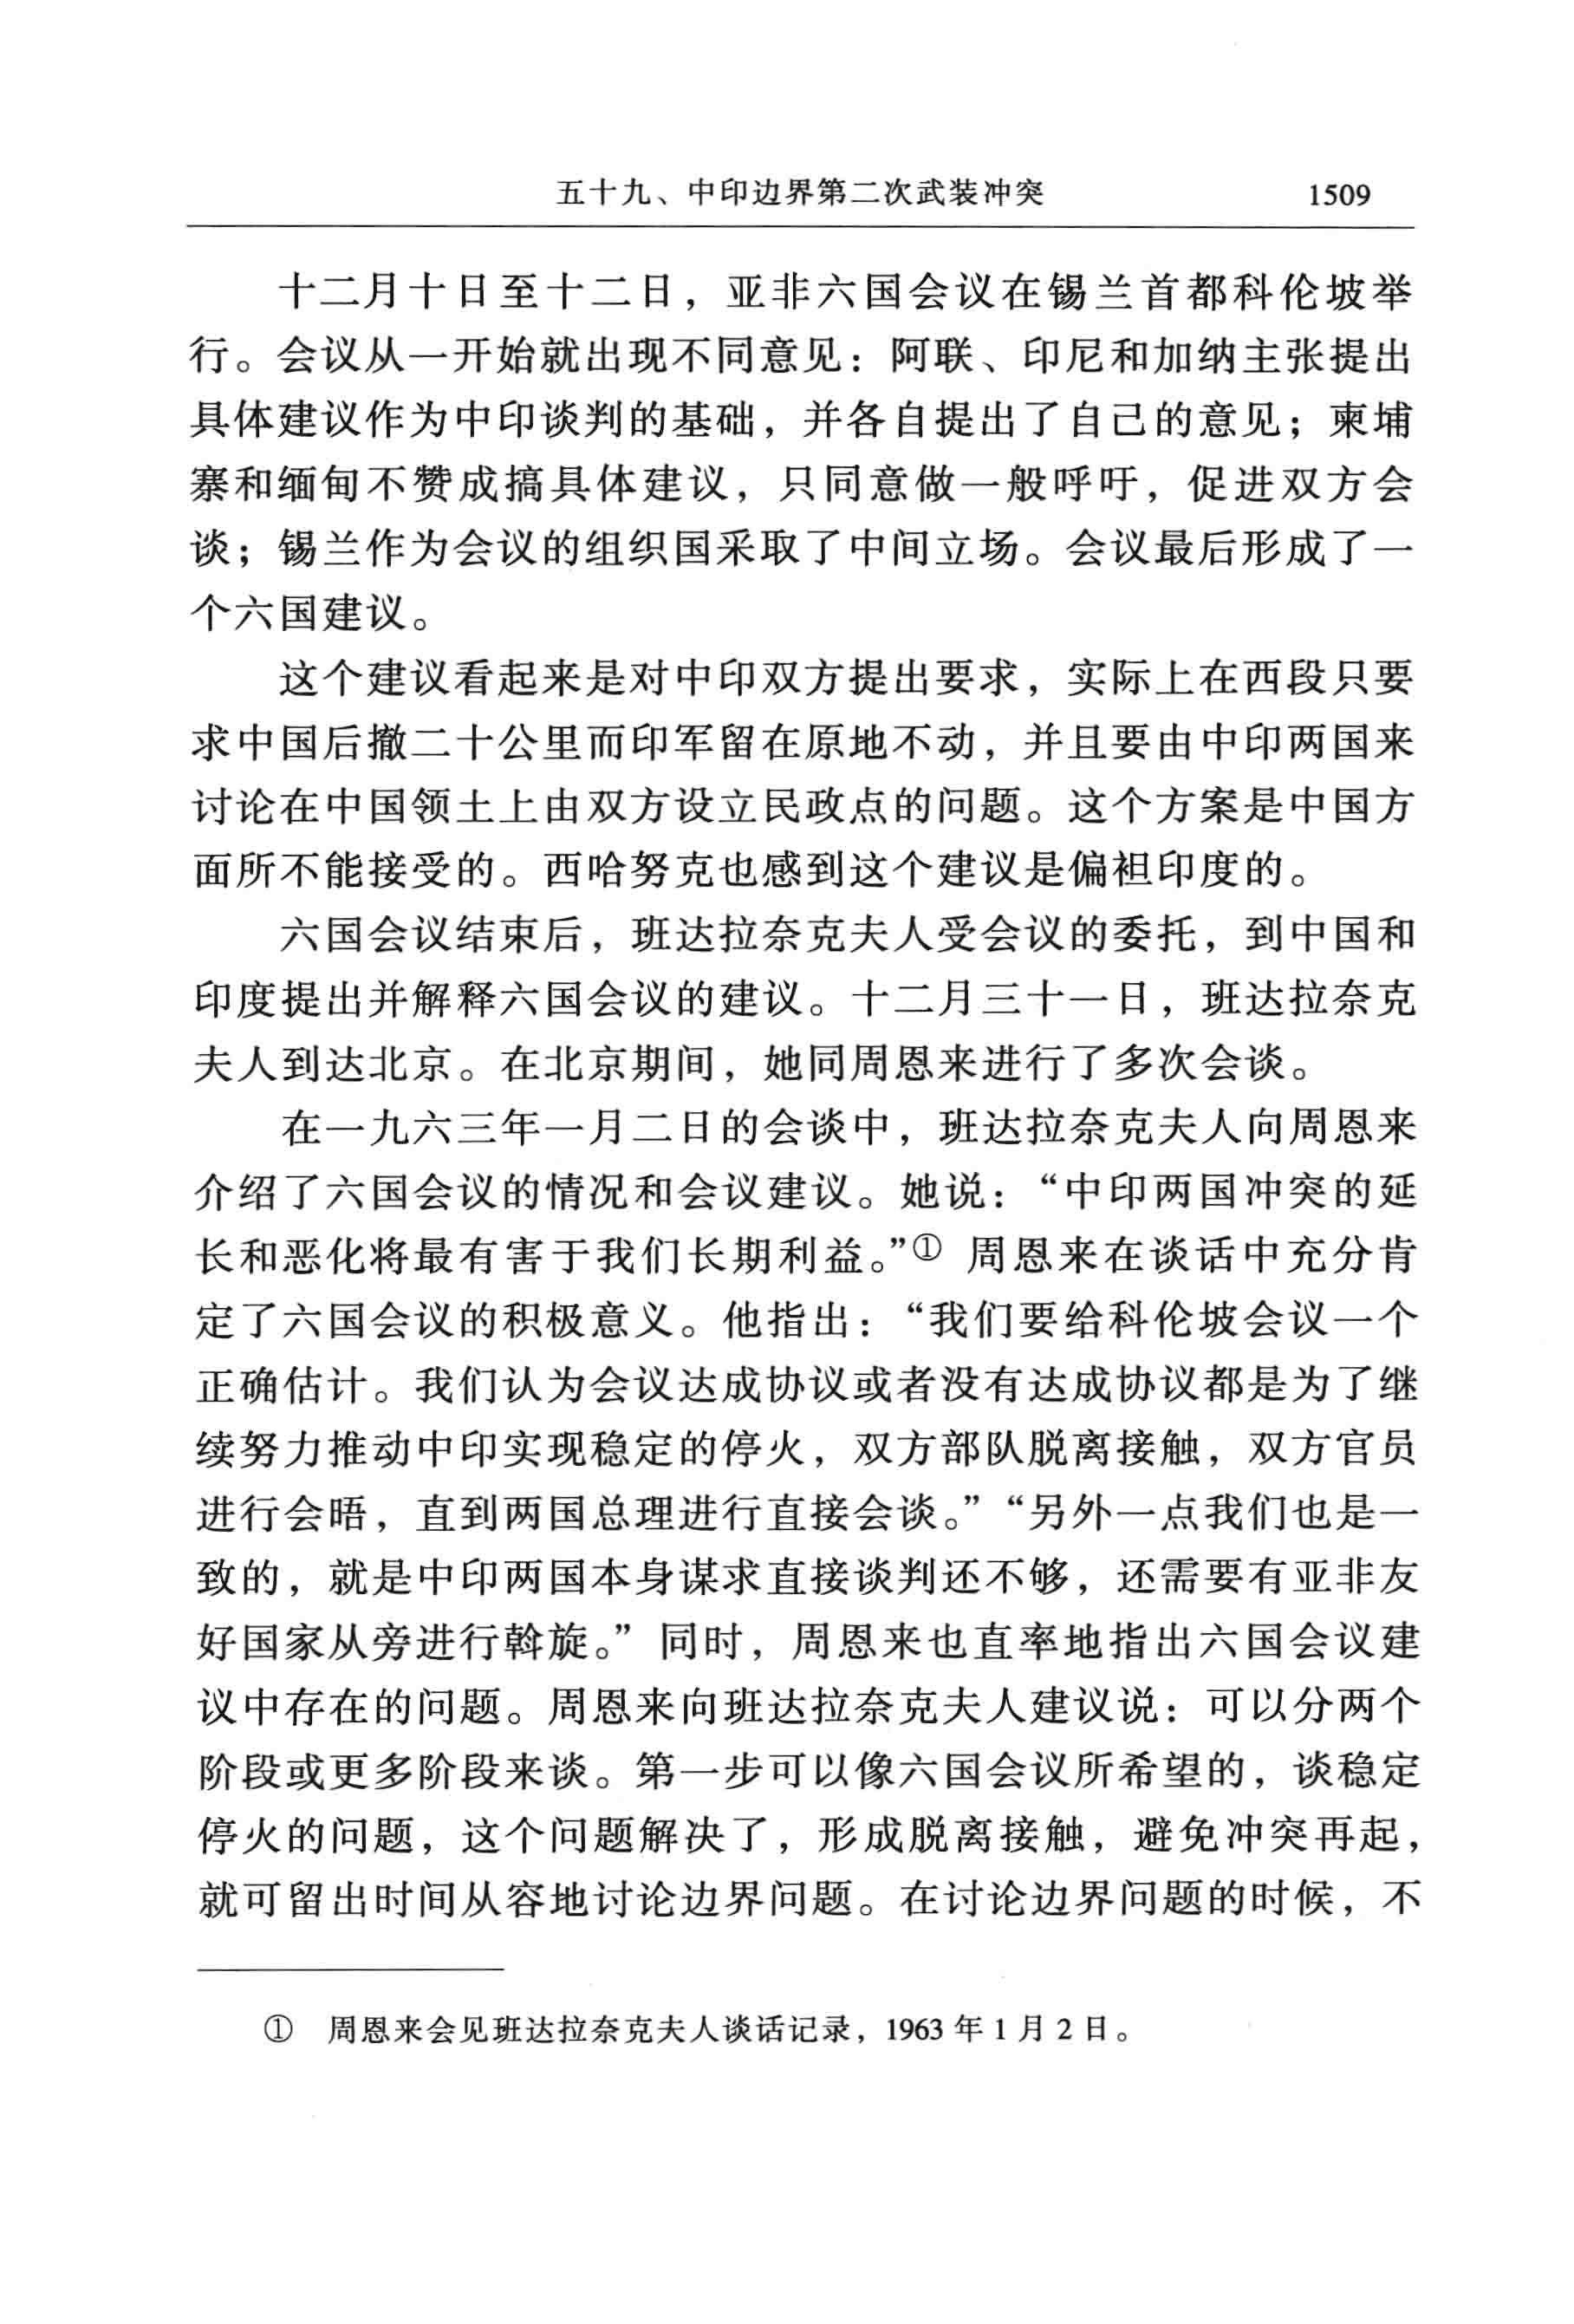 五十九、中印边界第二次武装冲突 1509
十二月十日至十二日，亚非六国会议在锡兰首都科伦坡举
行。会议从一开始就出现不同意见：阿联、印尼和加纳主张提出
具体建议作为中印谈判的基础，并各自提出了自己的意见；柬埔
寨和缅甸不赞成搞具体建议，只同意做一般呼吁，促进双方会
谈；锡兰作为会议的组织国采取了中间立场。会议最后形成了一
个六国建议。
这个建议看起来是对中印双方提出要求，实际上在西段只要
求中国后撤二十公里而印军留在原地不动，并且要由中印两国来
讨论在中国领土上由双方设立民政点的问题。这个方案是中国方
面所不能接受的。西哈努克也感到这个建议是偏袒印度的。
六国会议结束后，班达拉奈克夫人受会议的委托，到中国和
印度提出并解释六国会议的建议。十二月三十一日，班达拉奈克
夫人到达北京。在北京期间，她同周恩来进行了多次会谈。
在一九六三年一月二日的会谈中，班达拉奈克夫人向周恩来
介绍了六国会议的情况和会议建议。她说：“中印两国冲突的延
长和恶化将最有害于我们长期利益。”① 周恩来在谈话中充分肯
定了六国会议的积极意义。他指出：“我们要给科伦坡会议一个
正确估计。我们认为会议达成协议或者没有达成协议都是为了继
续努力推动中印实现稳定的停火，双方部队脱离接触，双方官员
进行会晤，直到两国总理进行直接会谈。”“另外一点我们也是一
致的，就是中印两国本身谋求直接谈判还不够，还需要有亚非友
好国家从旁进行斡旋。”同时，周恩来也直率地指出六国会议建
议中存在的问题。周恩来向班达拉奈克夫人建议说：可以分两个
阶段或更多阶段来谈。第一步可以像六国会议所希望的，谈稳定
停火的问题，这个问题解决了，形成脱离接触，避免冲突再起，
就可留出时间从容地讨论边界问题。在讨论边界问题的时候，不
① 周恩来会见班达拉奈克夫人谈话记录，1963 年 1 月 2 日。